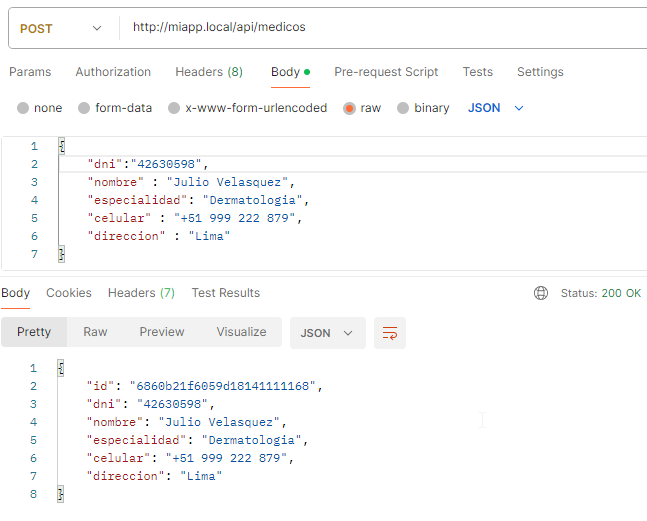 POST http://miapp.local/api/medicos
Params Authorization Headers (8) Body Pre-request Script Tests Settings
none form-data x-www-form-urlencoded raw binary JSON
1 {
2 "dni":"42630598",
3 "nombre" : "Julio Velasquez",
4 "especialidad": "Dermatologia",
5 "celular" : "+51 999 222 879",
6 "direccion" : "Lima"
7 }
Body Cookies Headers (7) Test Results Status: 200 OK
Pretty Raw Preview Visualize JSON
1 {
2 "id": "6860b21f6059d18141111168",
3 "dni": "42630598",
4 "nombre": "Julio Velasquez",
5 "especialidad": "Dermatologia",
6 "celular": "+51 999 222 879",
7 "direccion": "Lima"
8 }